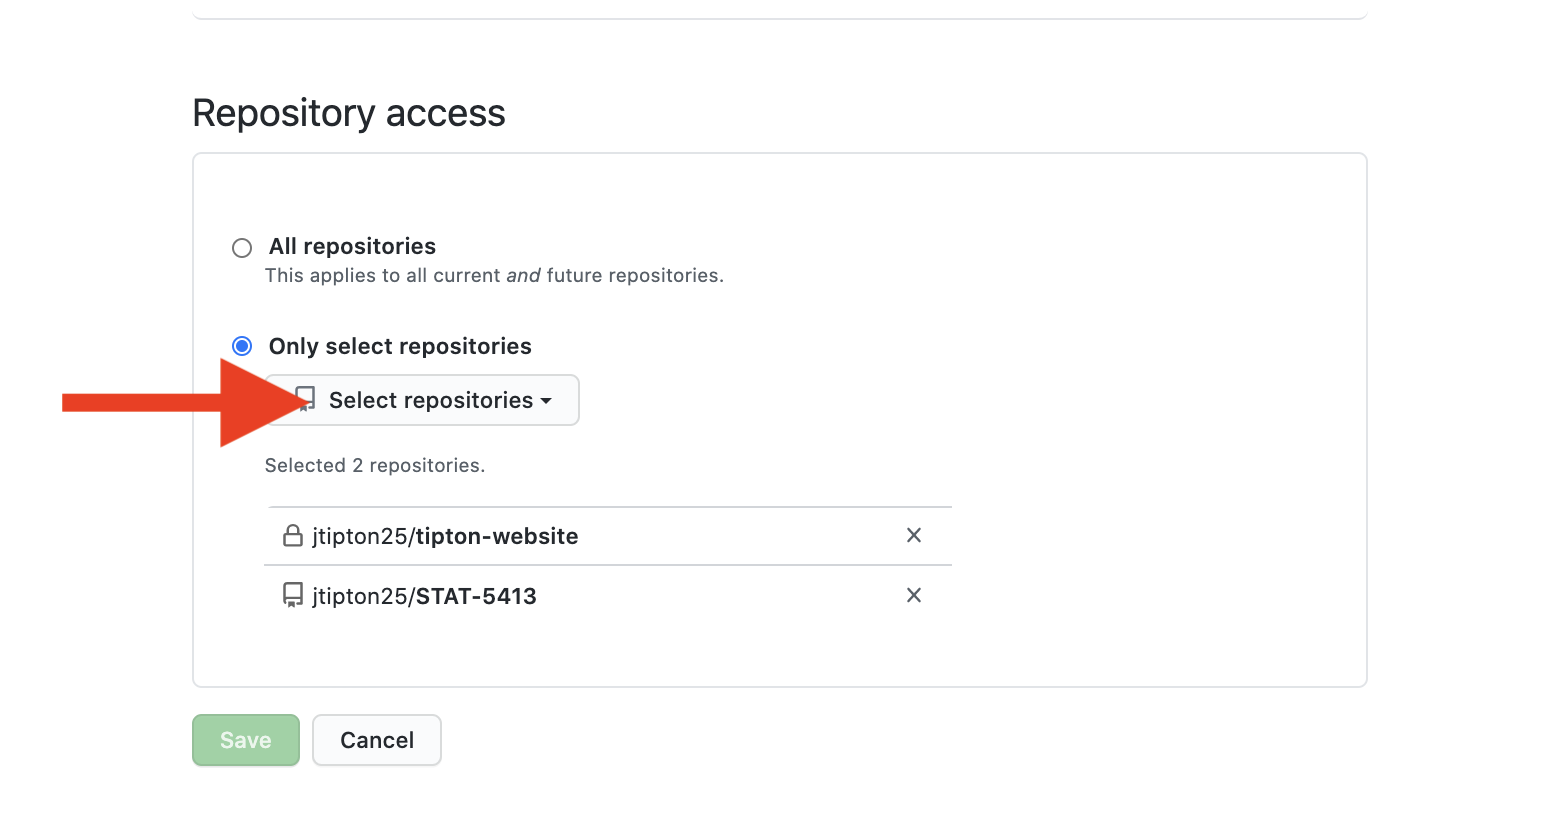 Repository access
All repositories
This applies to all current and future repositories.
Only select repositories
Select repositories
Selected 2 repositories.
jtipton25/tipton-website
jtipton25/STAT-5413
Save
Cancel